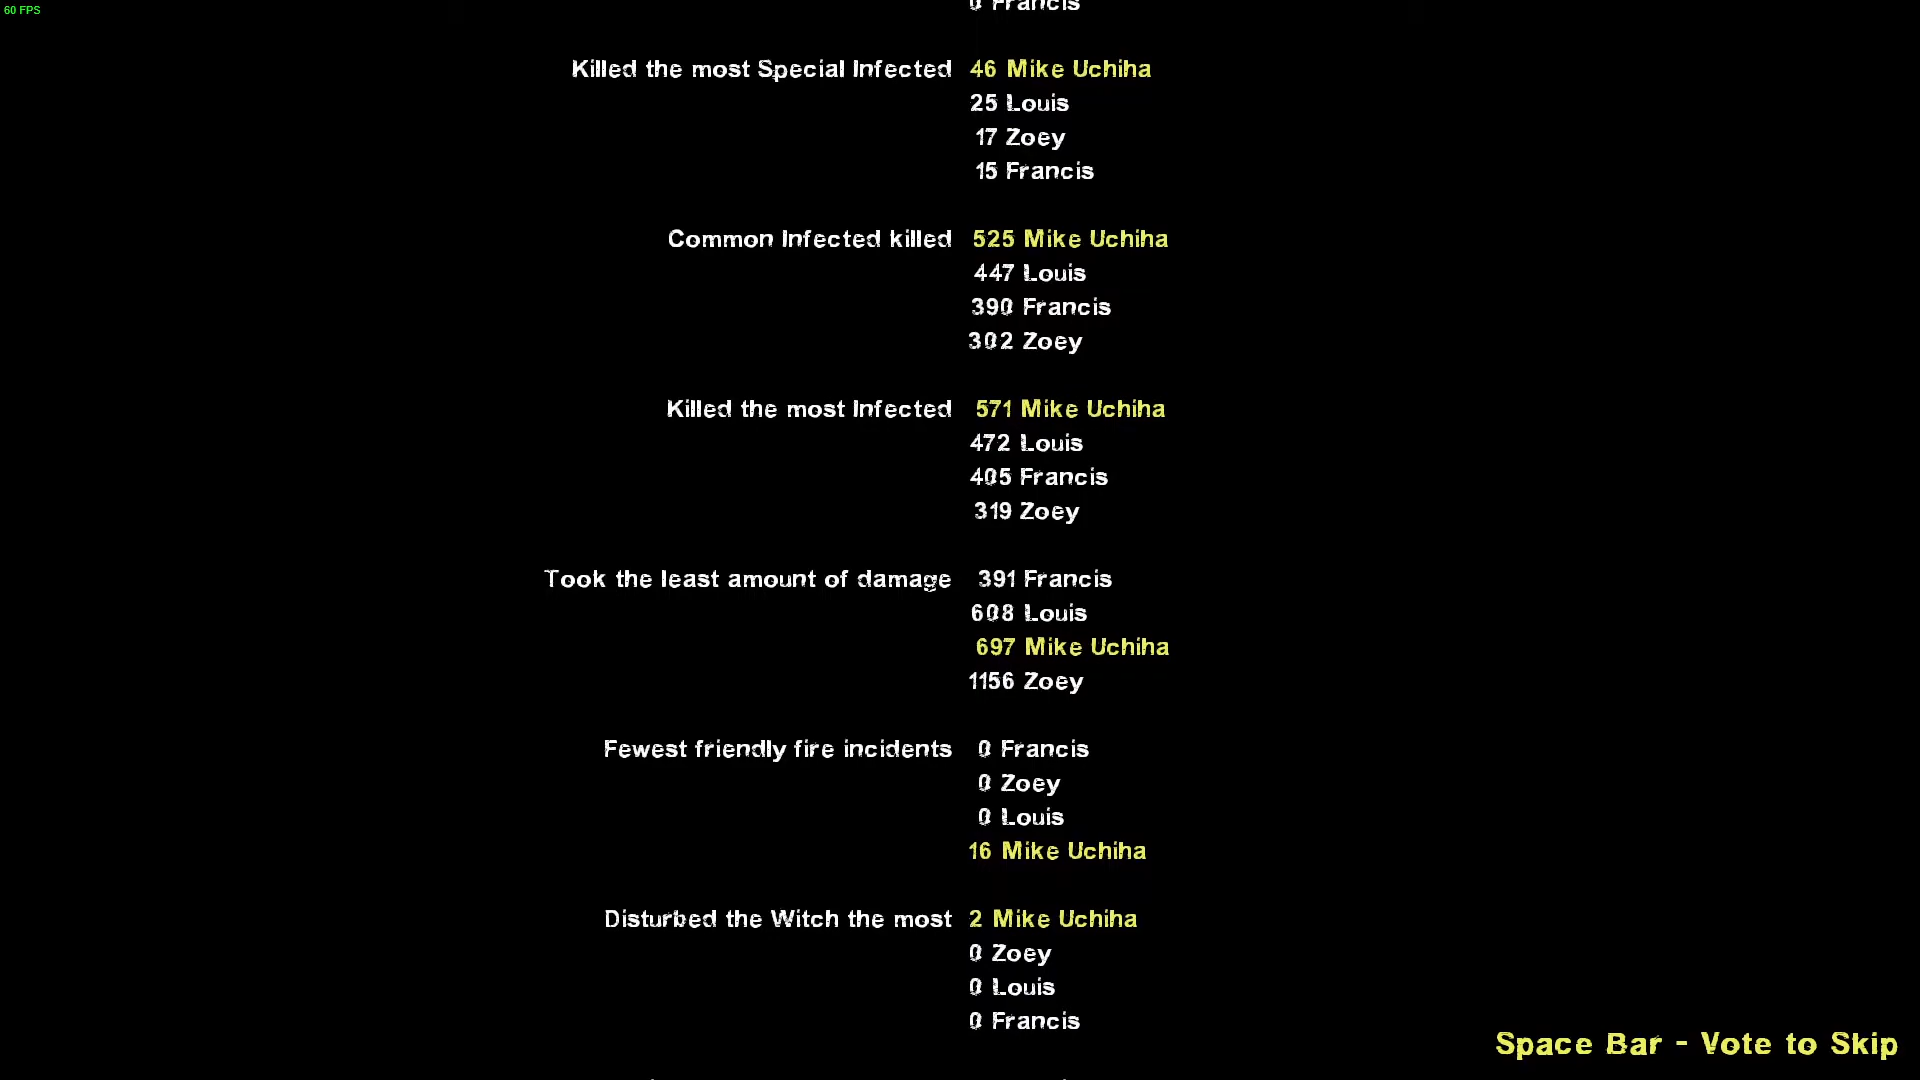 60 FPS
0 Francis
Killed the most Special Infected 46 Mike Uchiha
25 Louis
17 Zoey
15 Francis
Common Infected killed 525 Mike Uchiha
447 Louis
390 Francis
302 Zoey
Killed the most Infected 571 Mike Uchiha
472 Louis
405 Francis
319 Zoey
Took the least amount of damage 391 Francis
608 Louis
697 Mike Uchiha
1156 Zoey
Fewest friendly fire incidents 0 Francis
0 Zoey
0 Louis
16 Mike Uchiha
Disturbed the Witch the most 2 Mike Uchiha
0 Zoey
0 Louis
0 Francis
Space Bar - Vote to Skip